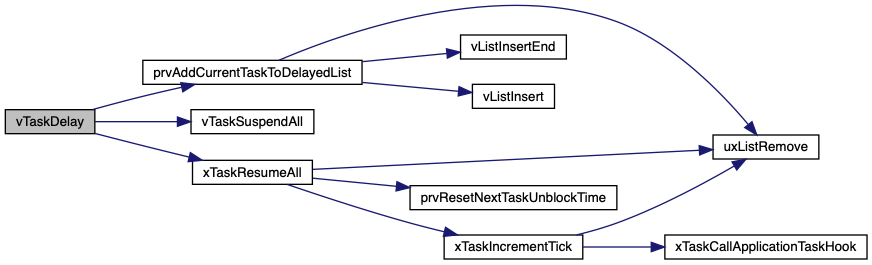 vTaskDelay
prvAddCurrentTaskToDelayedList
vTaskSuspendAll
xTaskResumeAll
vListInsertEnd
vListInsert
uxListRemove
prvResetNextTaskUnblockTime
xTaskIncrementTick
xTaskCallApplicationTaskHook